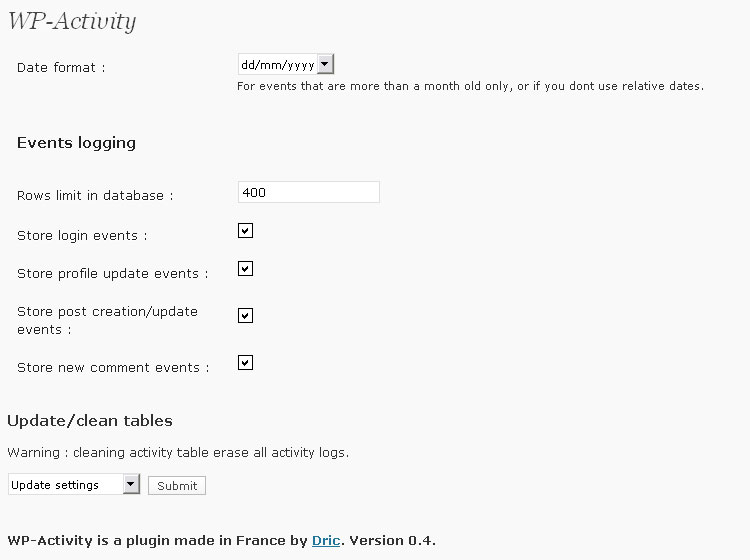 WP-Activity
Date format :
dd/mm/yyyy
For events that are more than a month old only, or if you dont use relative dates.
Events logging
Rows limit in database :
400
Store login events :
Store profile update events :
Store post creation/update
events :
Store new comment events :
Update/clean tables
Warning : cleaning activity table erase all activity logs.
Update settings
Submit
WP-Activity is a plugin made in France by Dric. Version 0.4.